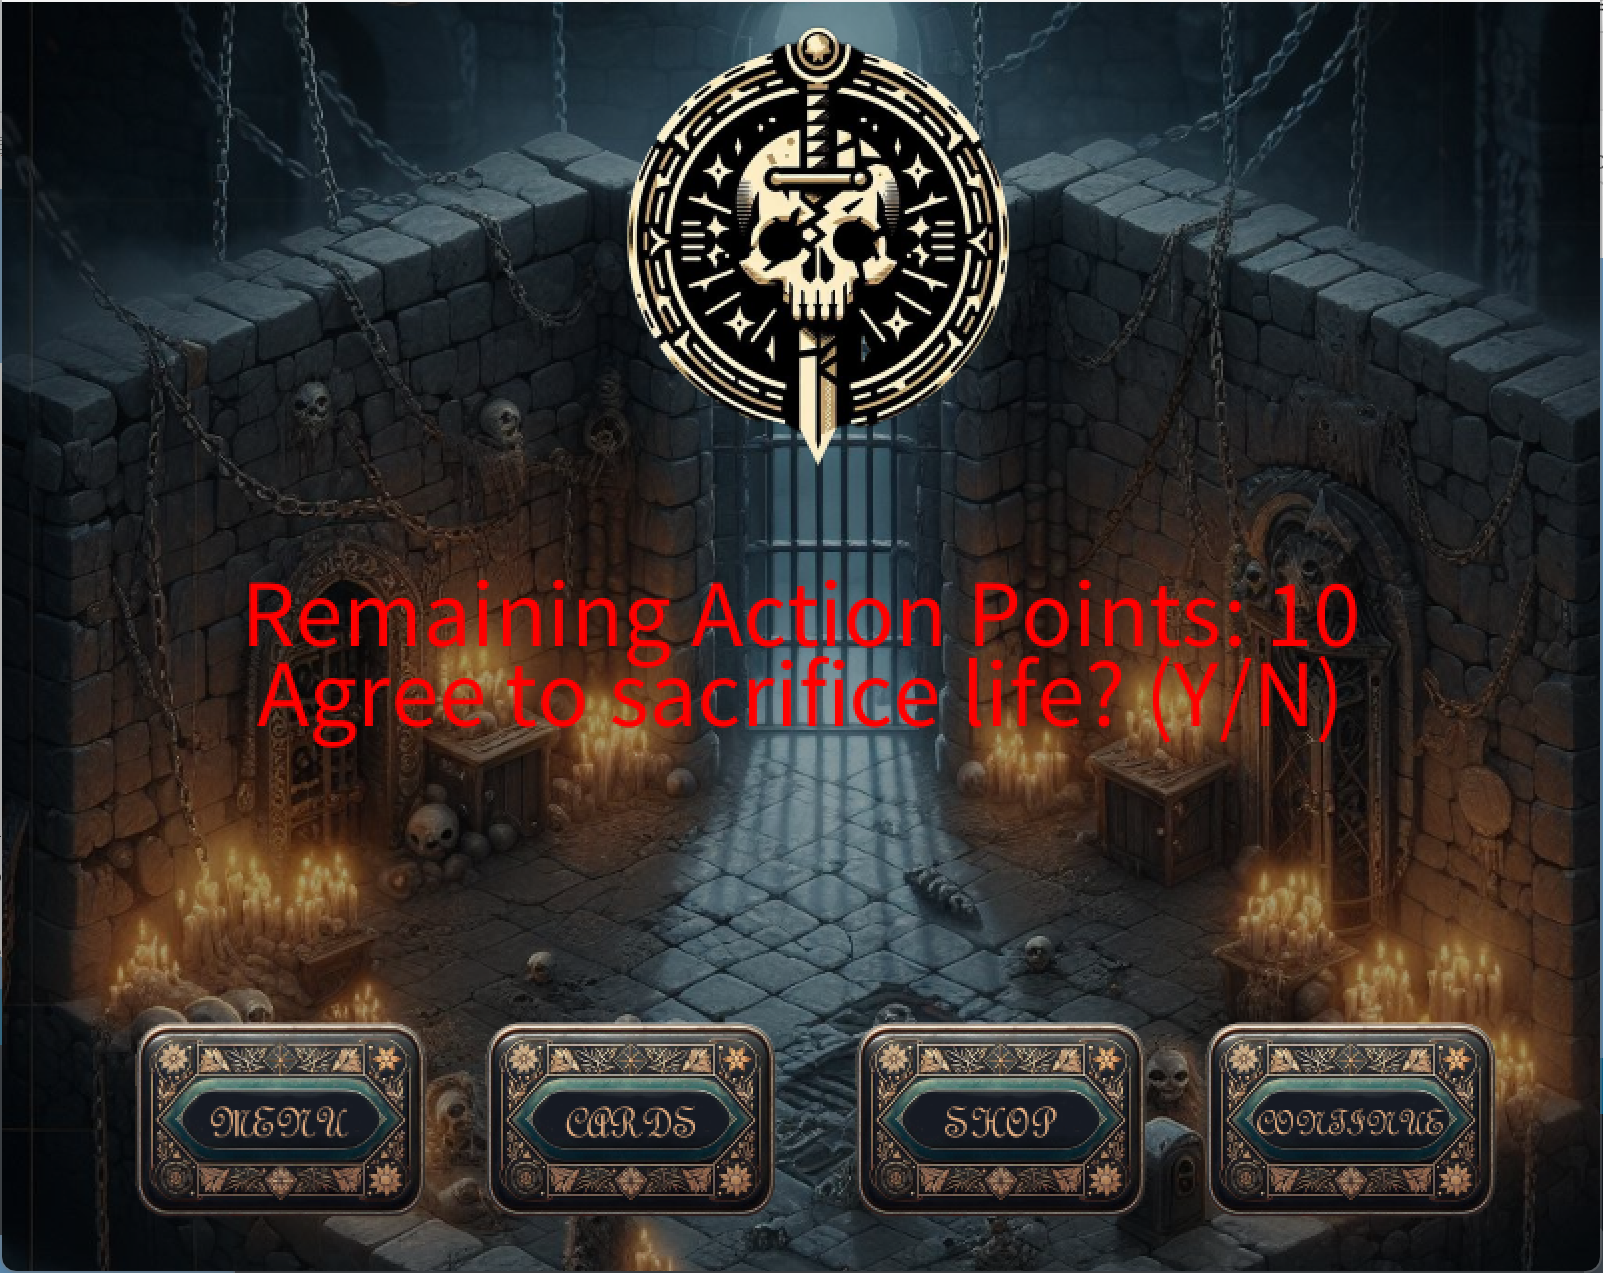 Remaining Action Points: 10
Agree to sacrifice life? (Y/N)
MENU
CARDS
SHOP
CONTINUE